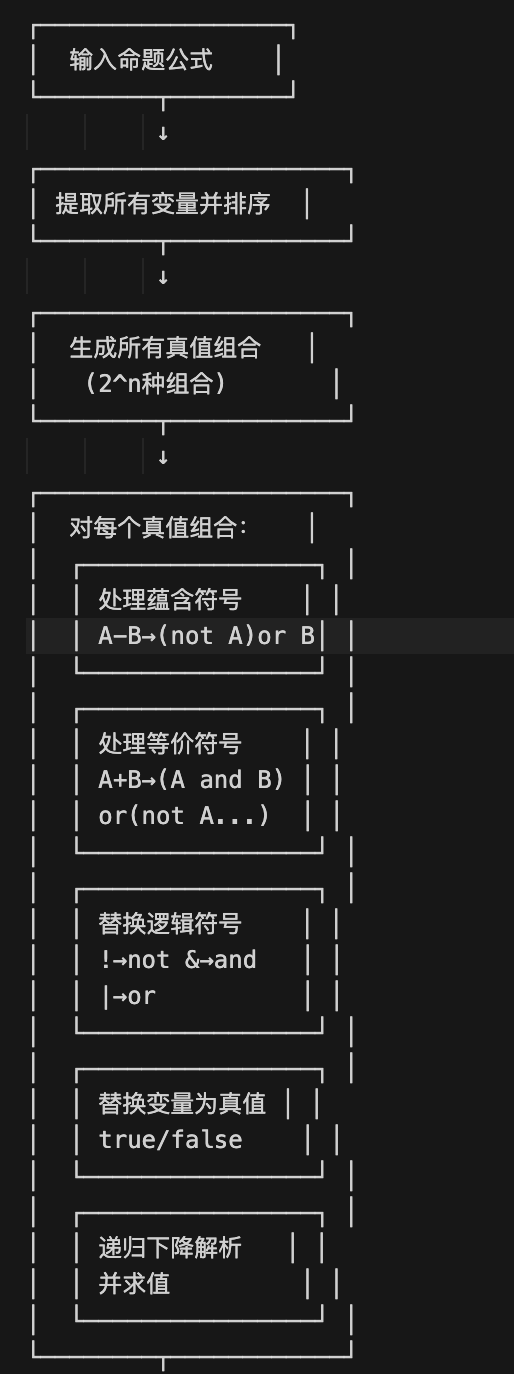 输入命题公式
↓
提取所有变量并排序
↓
生成所有真值组合
(2^n种组合)
↓
对每个真值组合:
处理蕴含符号
A-B→(not A)or B
处理等价符号
A+B→(A and B)
or(not A...)
替换逻辑符号
!→not &→and
|→or
替换变量为真值
true/false
递归下降解析
并求值